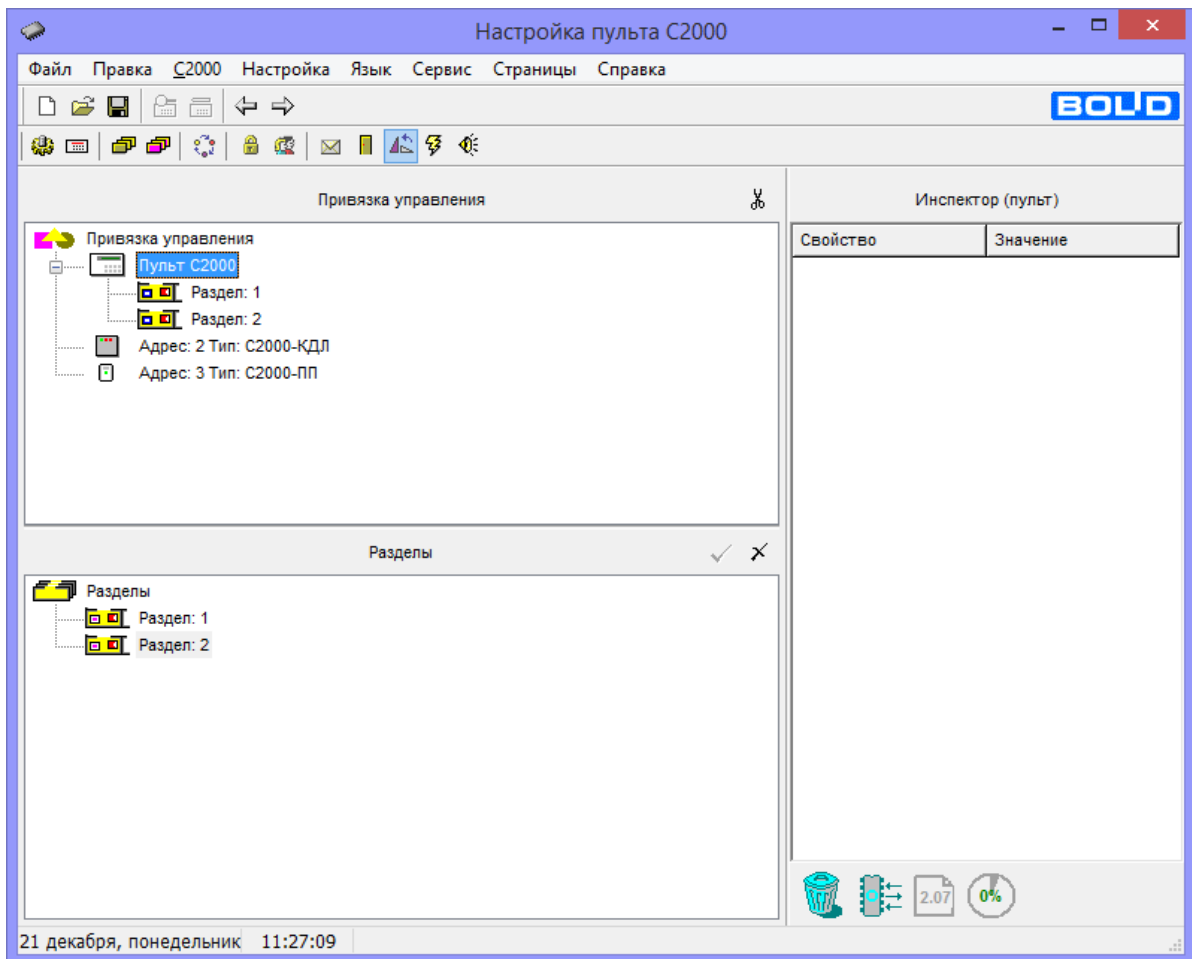 Настройка пульта С2000
Файл Правка С2000 Настройка Язык Сервис Страницы Справка
BOLID
Привязка управления
Инспектор (пульт)
Привязка управления
Свойство Значение
Пульт С2000
Раздел: 1
Раздел: 2
Адрес: 2 Тип: С2000-КДЛ
Адрес: 3 Тип: С2000-ПП
Разделы
Разделы
Раздел: 1
Раздел: 2
2.07 0%
21 декабря, понедельник 11:27:09